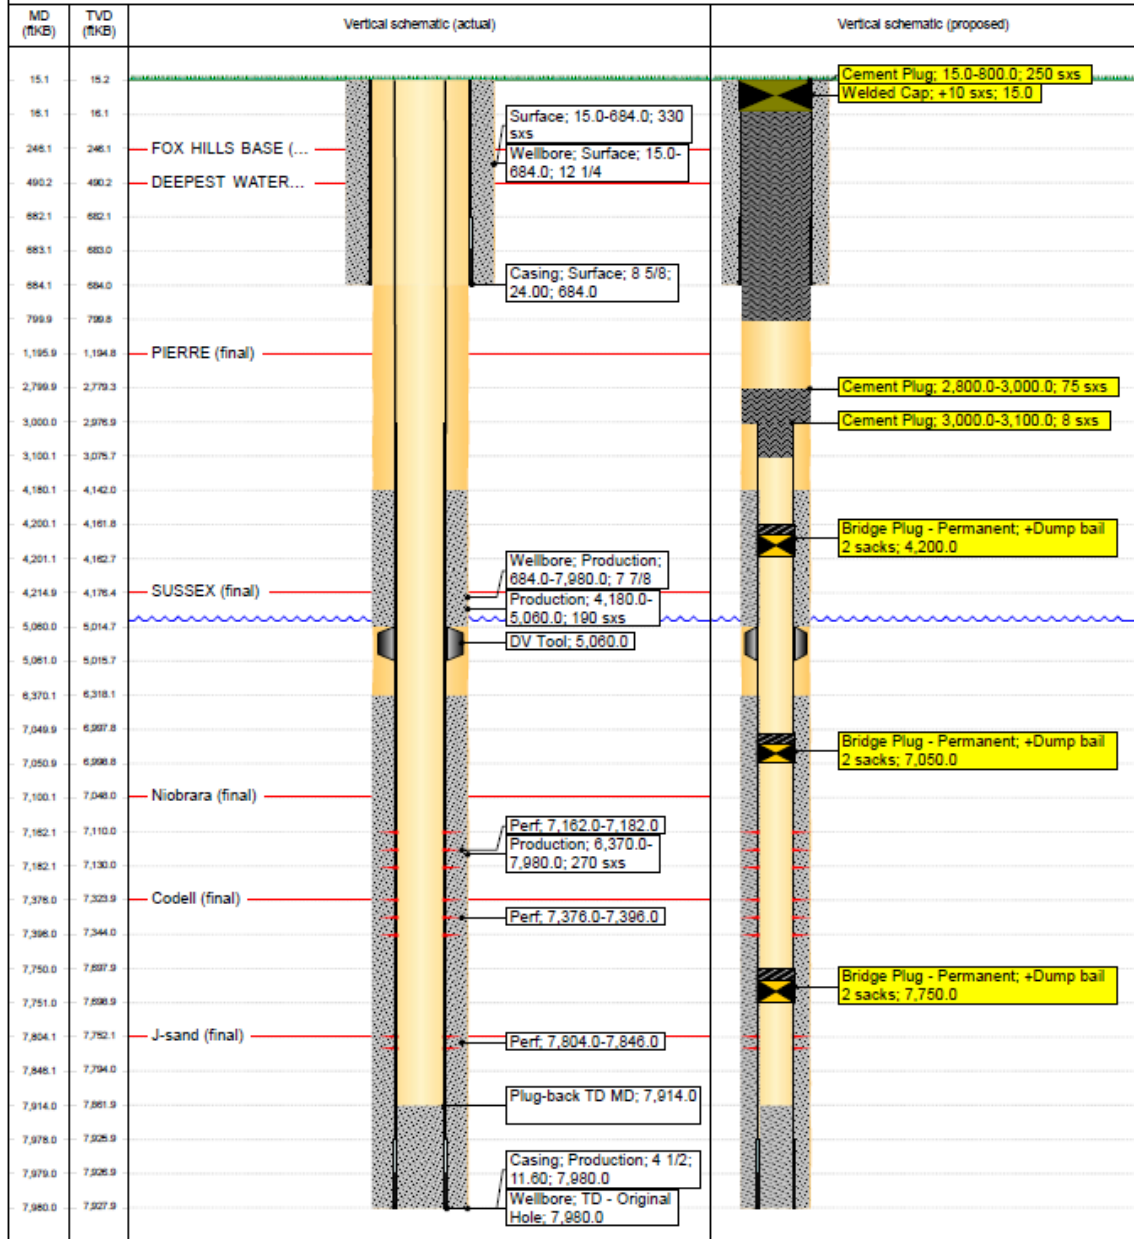 MD
(ftKB)
TVD
(ftKB)
Vertical schematic (actual)
Vertical schematic (proposed)
15.1
15.2
16.1
246.1
246.1
490.2
490.2
682.1
682.1
683.1
683.0
684.1
684.0
799.9
799.8
1,195.9
1,194.8
2,799.9
2,779.3
3,000.0
2,976.9
3,100.1
3,075.7
4,180.1
4,142.0
4,200.1
4,161.8
4,201.1
4,162.7
4,214.9
4,176.4
5,060.0
5,014.7
5,061.0
5,015.7
6,370.1
6,318.1
7,049.9
6,997.8
7,050.9
6,998.8
7,100.1
7,048.0
7,162.1
7,110.0
7,182.1
7,130.0
7,376.0
7,323.9
7,396.0
7,344.0
7,750.0
7,697.9
7,751.0
7,698.9
7,804.1
7,752.1
7,846.1
7,794.0
7,914.0
7,861.9
7,978.0
7,925.9
7,979.0
7,926.9
7,980.0
7,927.9
FOX HILLS BASE (...
DEEPEST WATER...
PIERRE (final)
SUSSEX (final)
Niobrara (final)
Codell (final)
J-sand (final)
Surface; 15.0-684.0; 330
sxs
Wellbore; Surface; 15.0-
684.0; 12 1/4
Casing; Surface; 8 5/8;
24.00; 684.0
Wellbore; Production;
684.0-7,980.0; 7 7/8
Production; 4,180.0-
5,060.0; 190 sxs
DV Tool; 5,060.0
Perf; 7,162.0-7,182.0
Production; 6,370.0-
7,980.0; 270 sxs
Perf; 7,376.0-7,396.0
Perf; 7,804.0-7,846.0
Plug-back TD MD; 7,914.0
Casing; Production; 4 1/2;
11.60; 7,980.0
Wellbore; TD - Original
Hole; 7,980.0
Cement Plug; 15.0-800.0; 250 sxs
Welded Cap; +10 sxs; 15.0
Cement Plug; 2,800.0-3,000.0; 75 sxs
Cement Plug; 3,000.0-3,100.0; 8 sxs
Bridge Plug - Permanent; +Dump bail
2 sacks; 4,200.0
Bridge Plug - Permanent; +Dump bail
2 sacks; 7,050.0
Bridge Plug - Permanent; +Dump bail
2 sacks; 7,750.0